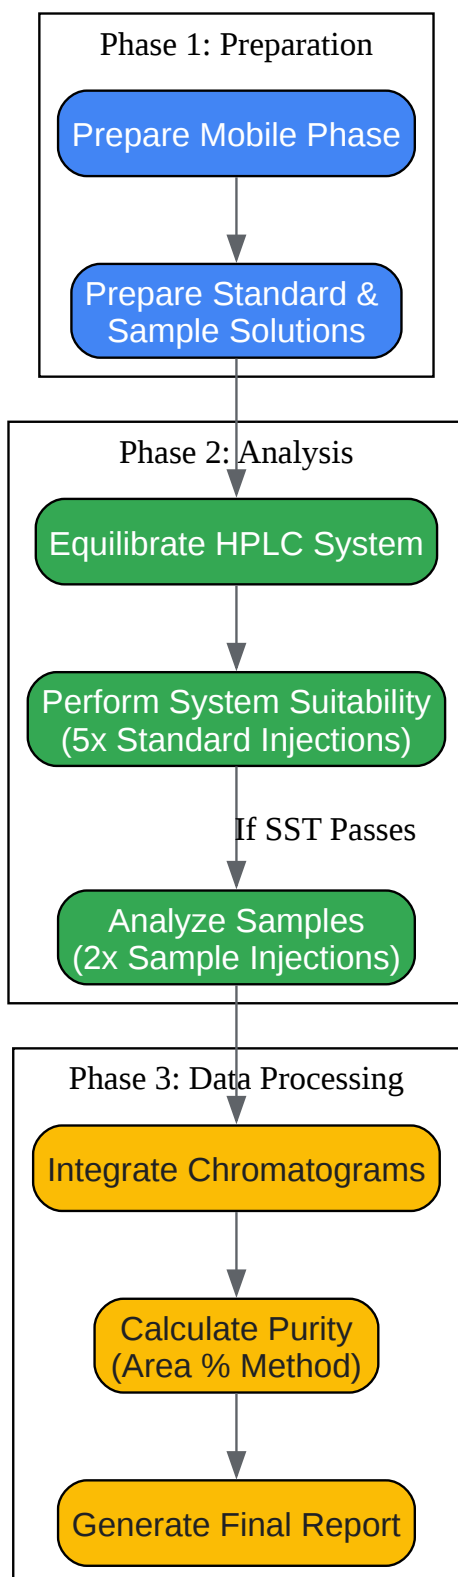 Phase 1: Preparation
Prepare Mobile Phase
Prepare Standard &
Sample Solutions
Phase 2: Analysis
Equilibrate HPLC System
Perform System Suitability
(5x Standard Injections)
If SST Passes
Analyze Samples
(2x Sample Injections)
Phase 3: Data Processing
Integrate Chromatograms
Calculate Purity
(Area % Method)
Generate Final Report